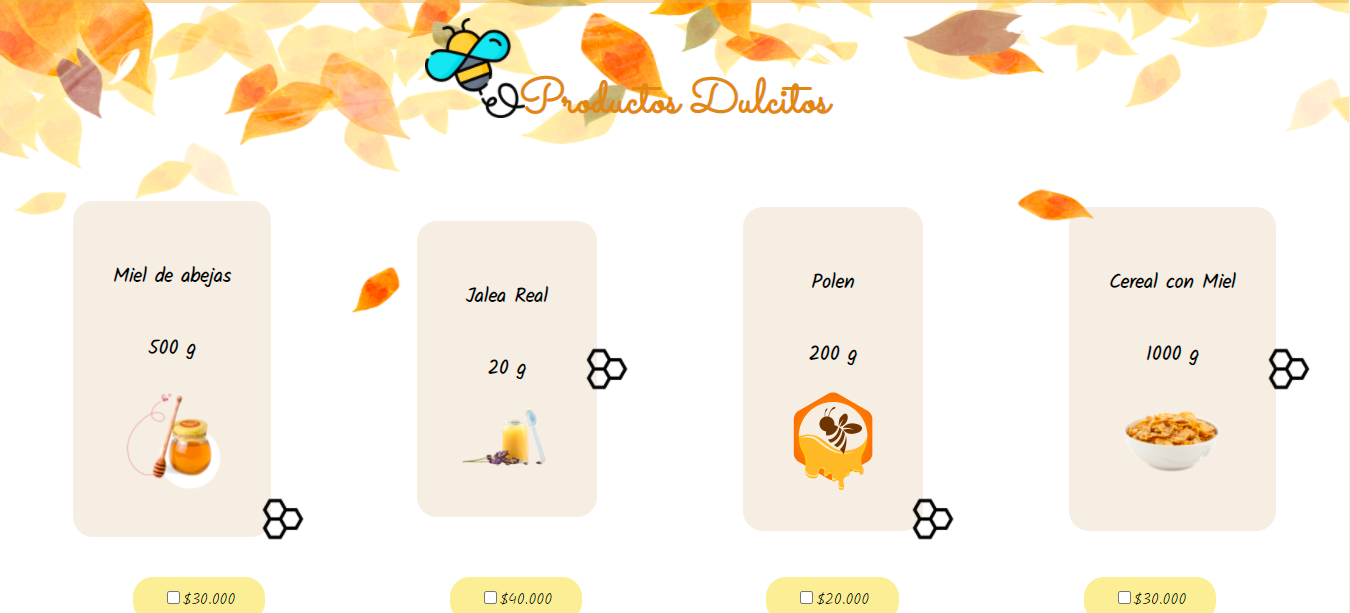 Productos Dulcitos
Miel de abejas
500 g
Jalea Real
20 g
Polen
200 g
Cereal con Miel
1000 g
$30.000
$40.000
$20.000
$30.000